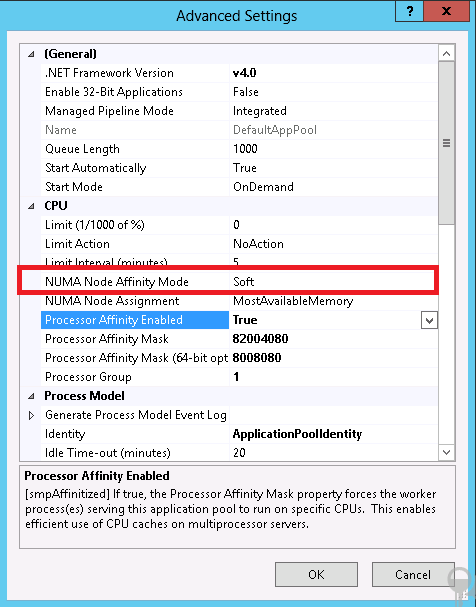 Advanced Settings
? x
(General)
.NET Framework Version v4.0
Enable 32-Bit Applications False
Managed Pipeline Mode Integrated
Name DefaultAppPool
Queue Length 1000
Start Automatically True
Start Mode OnDemand
CPU
Limit (1/1000 of %) 0
Limit Action NoAction
Limit Interval (minutes) 5
NUMA Node Affinity Mode Soft
NUMA Node Assignment MostAvailableMemory
Processor Affinity Enabled True
Processor Affinity Mask 82004080
Processor Affinity Mask (64-bit opt 8008080
Processor Group 1
Process Model
Generate Process Model Event Log
Identity ApplicationPoolIdentity
Idle Time-out (minutes) 20
Processor Affinity Enabled
[smpAffinitized] If true, the Processor Affinity Mask property forces the worker
process(es) serving this application pool to run on specific CPUs. This enables
efficient use of CPU caches on multiprocessor servers.
OK Cancel